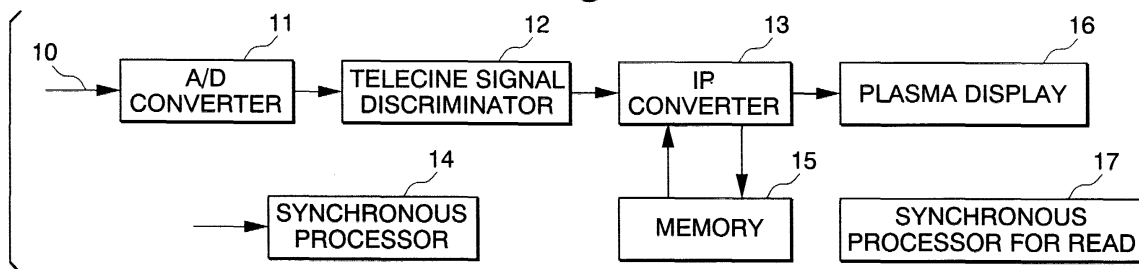 10
11
A/D
CONVERTER
12
TELECINE SIGNAL
DISCRIMINATOR
13
IP
CONVERTER
16
PLASMA DISPLAY
14
SYNCHRONOUS
PROCESSOR
15
MEMORY
17
SYNCHRONOUS
PROCESSOR FOR READ